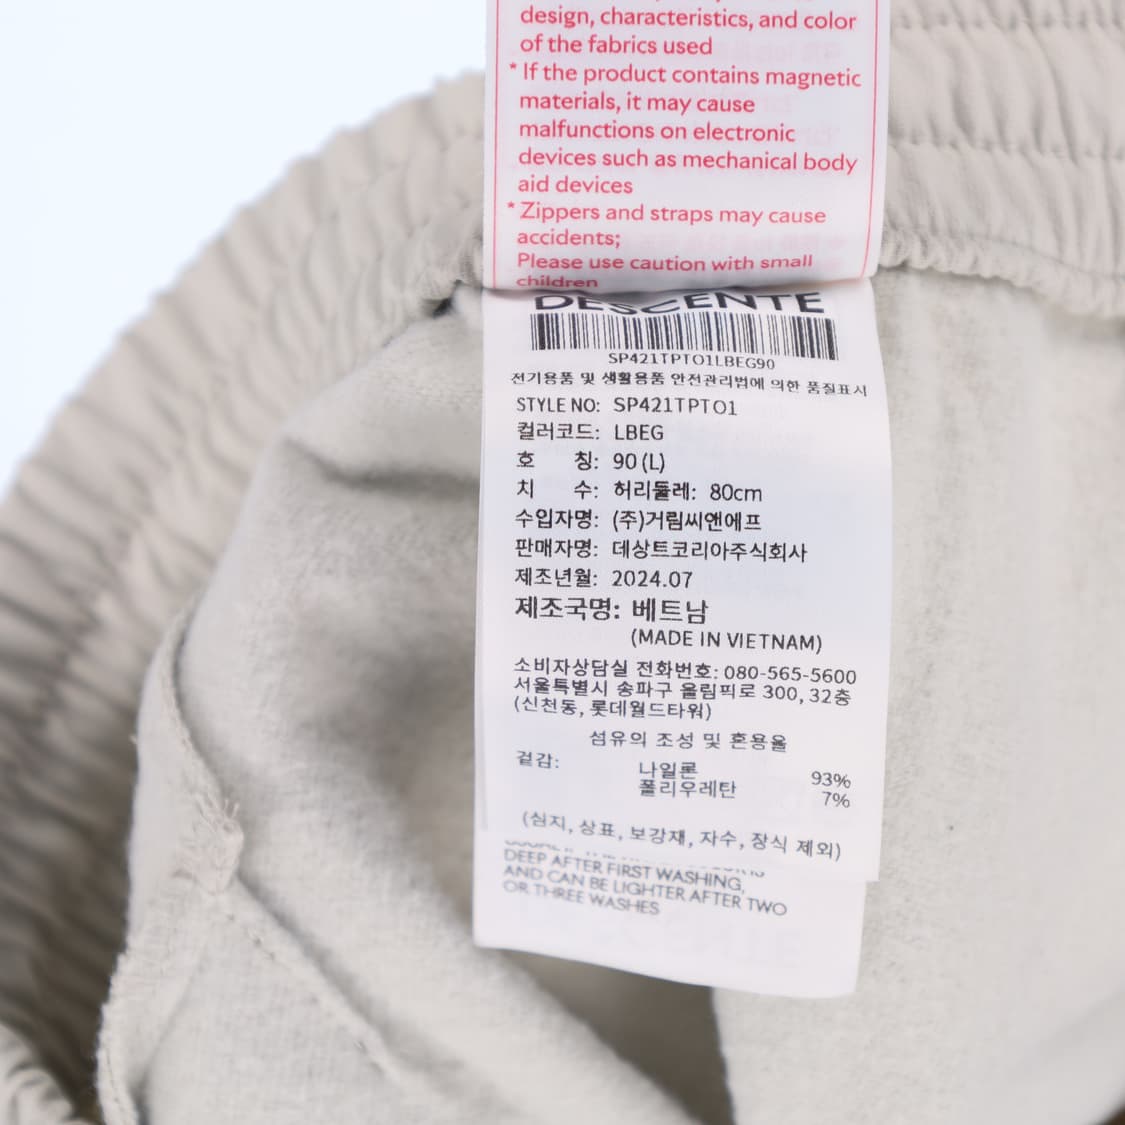 design, characteristics, and color
of the fabrics used
* If the product contains magnetic
materials, it may cause
malfunctions on electronic
devices such as mechanical body
aid devices
* Zippers and straps may cause
accidents;
Please use caution with small
children
DESCENTE
SP421TPTO1LBEG90
전기용품 및 생활용품 안전관리법에 의한 품질표시
STYLE NO: SP421TPTO1
컬러코드: LBEG
호 칭: 90 (L)
치 수: 허리둘레: 80cm
수입자명: (주)거림씨앤에프
판매자명: 데상트코리아주식회사
제조년월: 2024.07
제조국명: 베트남
(MADE IN VIETNAM)
소비자상담실 전화번호: 080-565-5600
서울특별시 송파구 올림픽로 300, 32층
(신천동, 롯데월드타워)
섬유의 조성 및 혼용율
겉감: 나일론 93%
폴리우레탄 7%
(심지, 상표, 보강재, 자수, 장식 제외)
DEEP AFTER FIRST WASHING,
AND CAN BE LIGHTER AFTER TWO
OR THREE WASHES